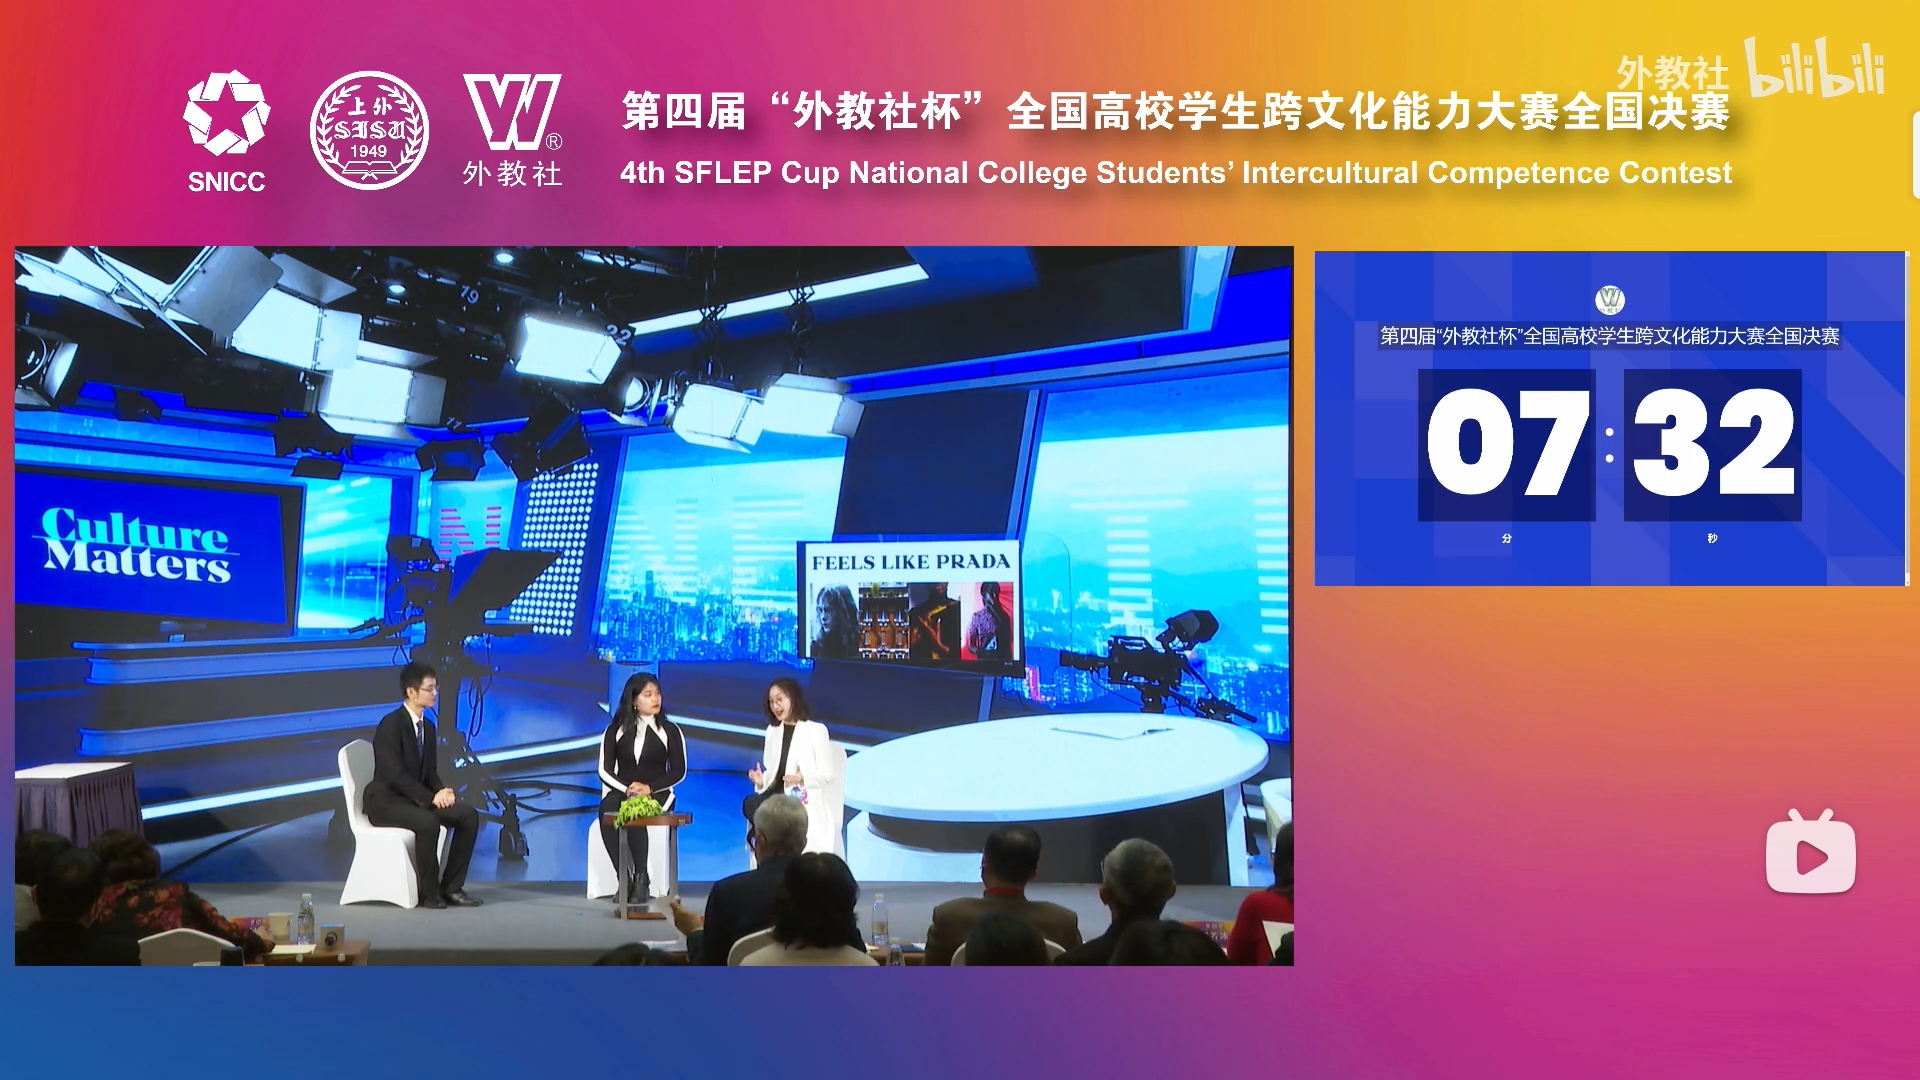 外教社 bilibili
第四届“外教社杯”全国高校学生跨文化能力大赛全国决赛
4th SFLEP Cup National College Students’ Intercultural Competence Contest
SNICC
上外
SISU
1949
W®
外教社
19
22
Culture
Matters
FEELS LIKE PRADA
第四届“外教社杯”全国高校学生跨文化能力大赛全国决赛
07:32
分 秒